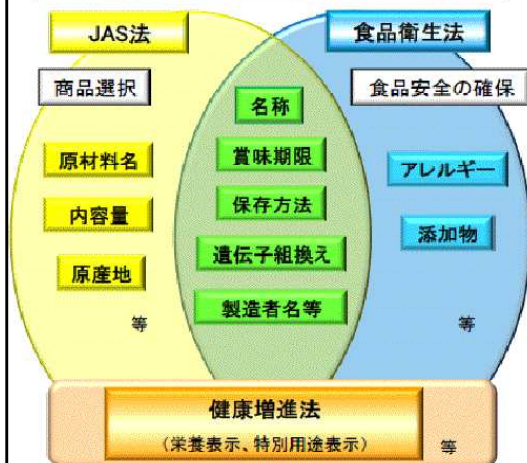 JAS法
食品衛生法
商品選択
食品安全の確保
名称
原材料名
賞味期限
アレルギー
内容量
保存方法
添加物
原産地
遺伝子組換え
製造者名等
等
等
健康増進法
(栄養表示、特別用途表示)
等